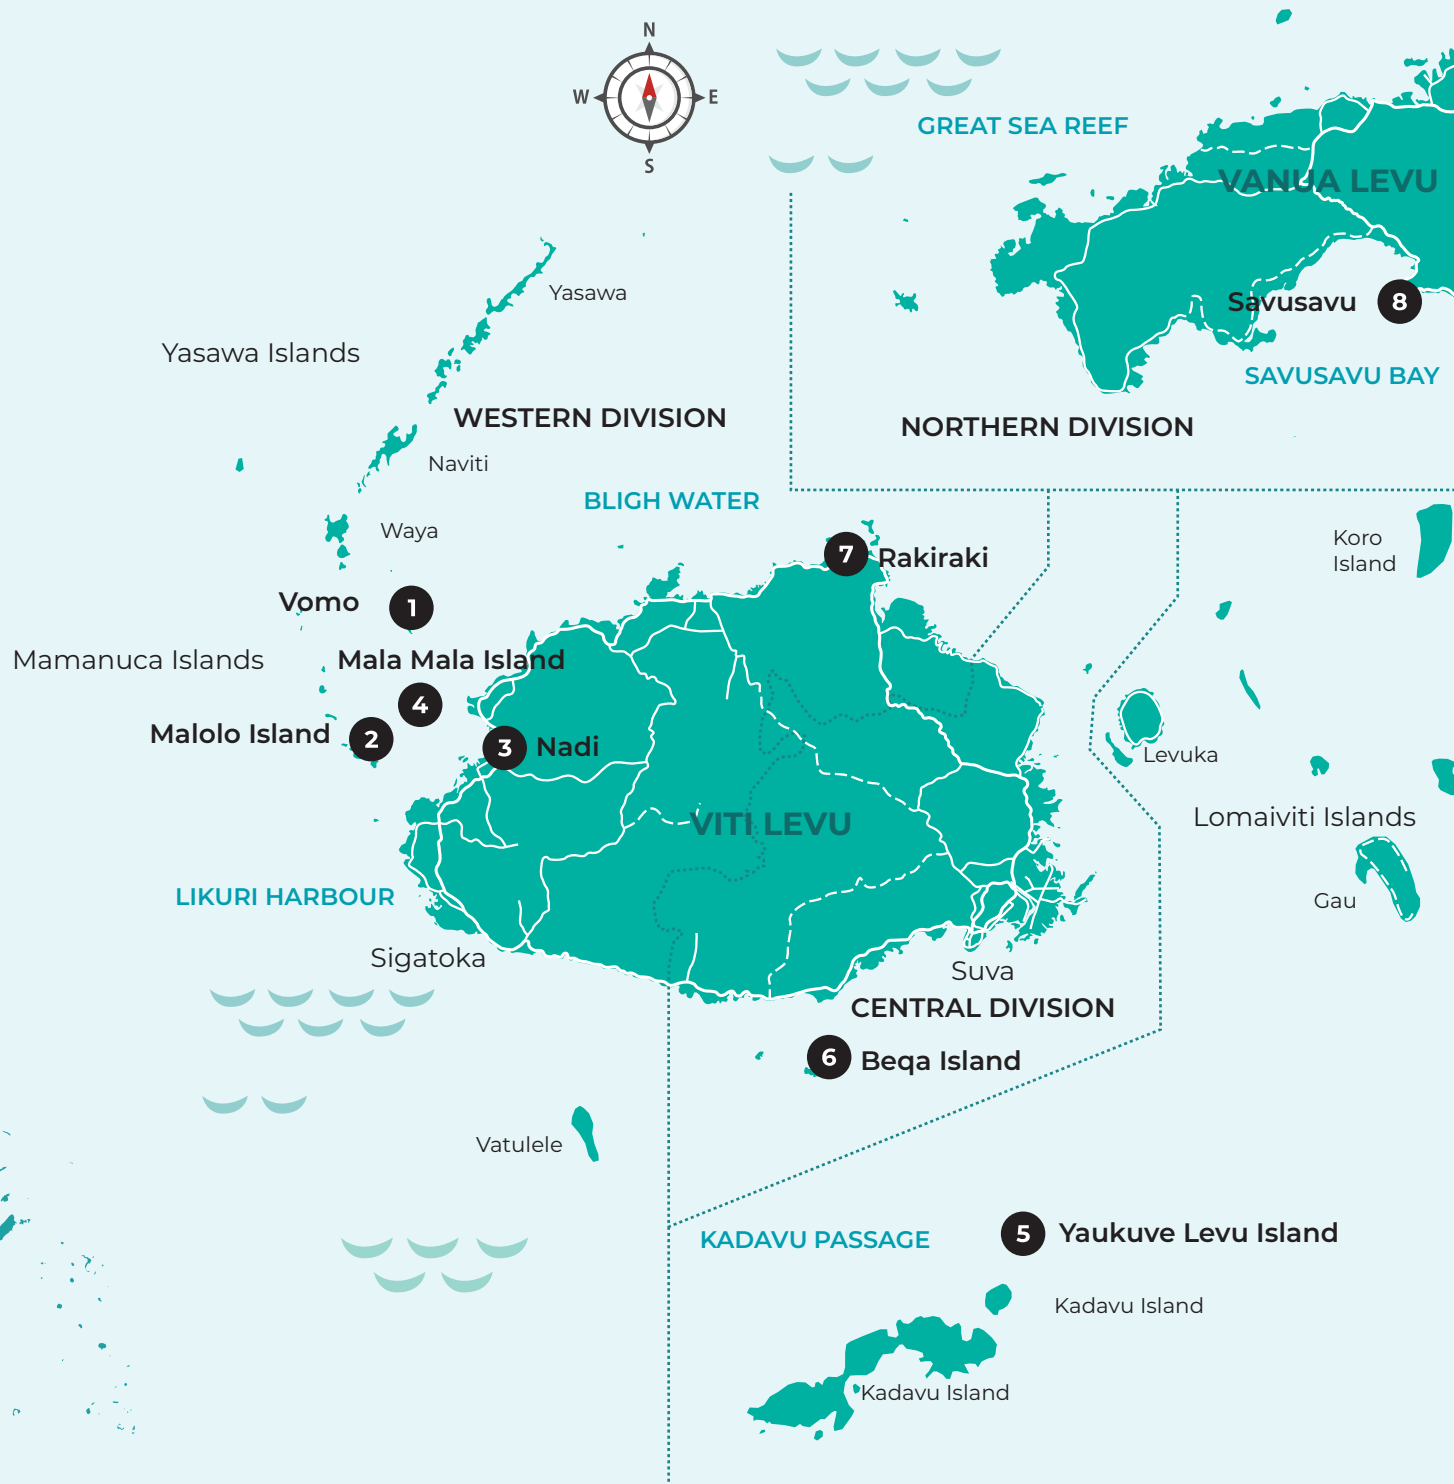 N
W
E
S
GREAT SEA REEF
VANUA LEVU
Yasawa
Savusavu
8
Yasawa Islands
SAVUSAVU BAY
WESTERN DIVISION
NORTHERN DIVISION
Naviti
BLIGH WATER
Waya
Koro
Island
7
Rakiraki
Vomo
1
Mamanuca Islands
Mala Mala Island
4
Malolo Island
2
3
Nadi
Levuka
VITI LEVU
Lomaiviti Islands
LIKURI HARBOUR
Gau
Sigatoka
Suva
CENTRAL DIVISION
6
Beqa Island
Vatulele
KADAVU PASSAGE
5
Yaukuve Levu Island
Kadavu Island
Kadavu Island